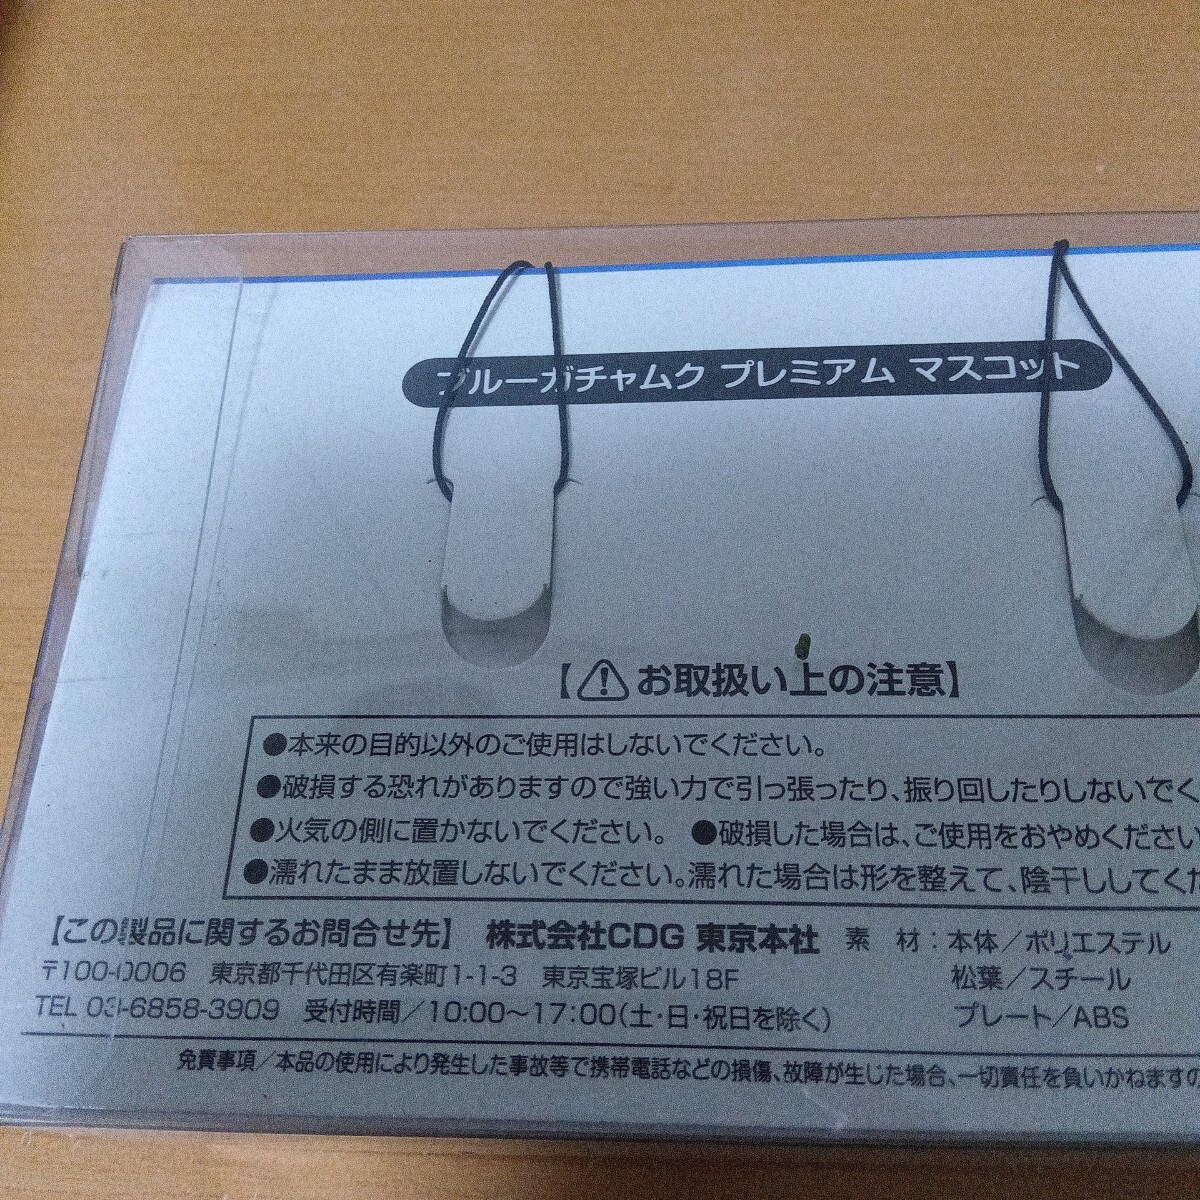 ブルーガチャムク プレミアム マスコット
【⚠お取扱い上の注意】
●本来の目的以外のご使用はしないでください。
●破損する恐れがありますので強い力で引っ張ったり、振り回したりしないでく
●火気の側に置かないでください。 ●破損した場合は、ご使用をおやめください
●濡れたまま放置しないでください。濡れた場合は形を整えて、陰干ししてくだ
【この製品に関するお問合せ先】 株式会社CDG 東京本社
〒100-0006 東京都千代田区有楽町1-1-3 東京宝塚ビル18F
TEL 03-6858-3909 受付時間／10:00～17:00(土・日・祝日を除く)
素 材：本体／ポリエステル
松葉／スチール
プレート／ABS
免責事項／本品の使用により発生した事故等で携帯電話などの損傷、故障が生じた場合、一切責任を負いかねますの